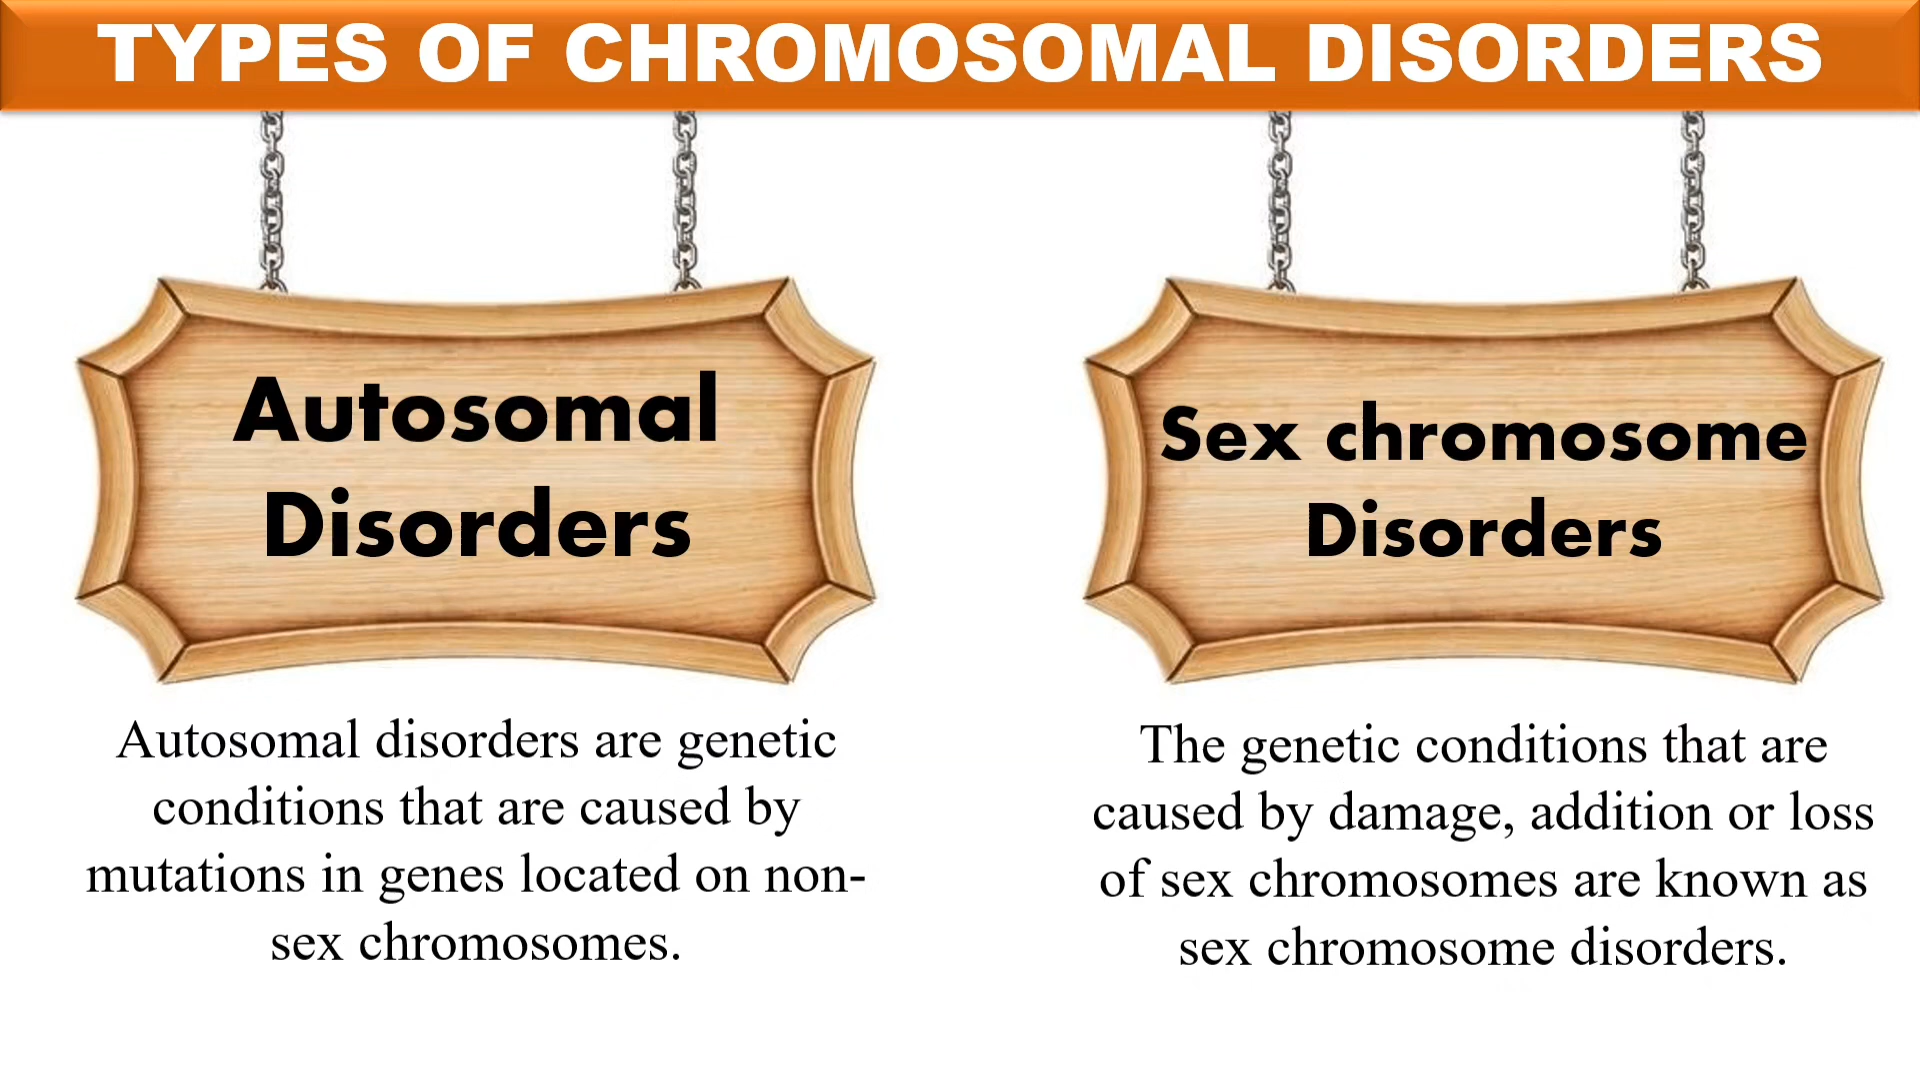 TYPES OF CHROMOSOMAL DISORDERS
Autosomal
Disorders
Autosomal disorders are genetic
conditions that are caused by
mutations in genes located on non-
sex chromosomes.
Sex chromosome
Disorders
The genetic conditions that are
caused by damage, addition or loss
of sex chromosomes are known as
sex chromosome disorders.